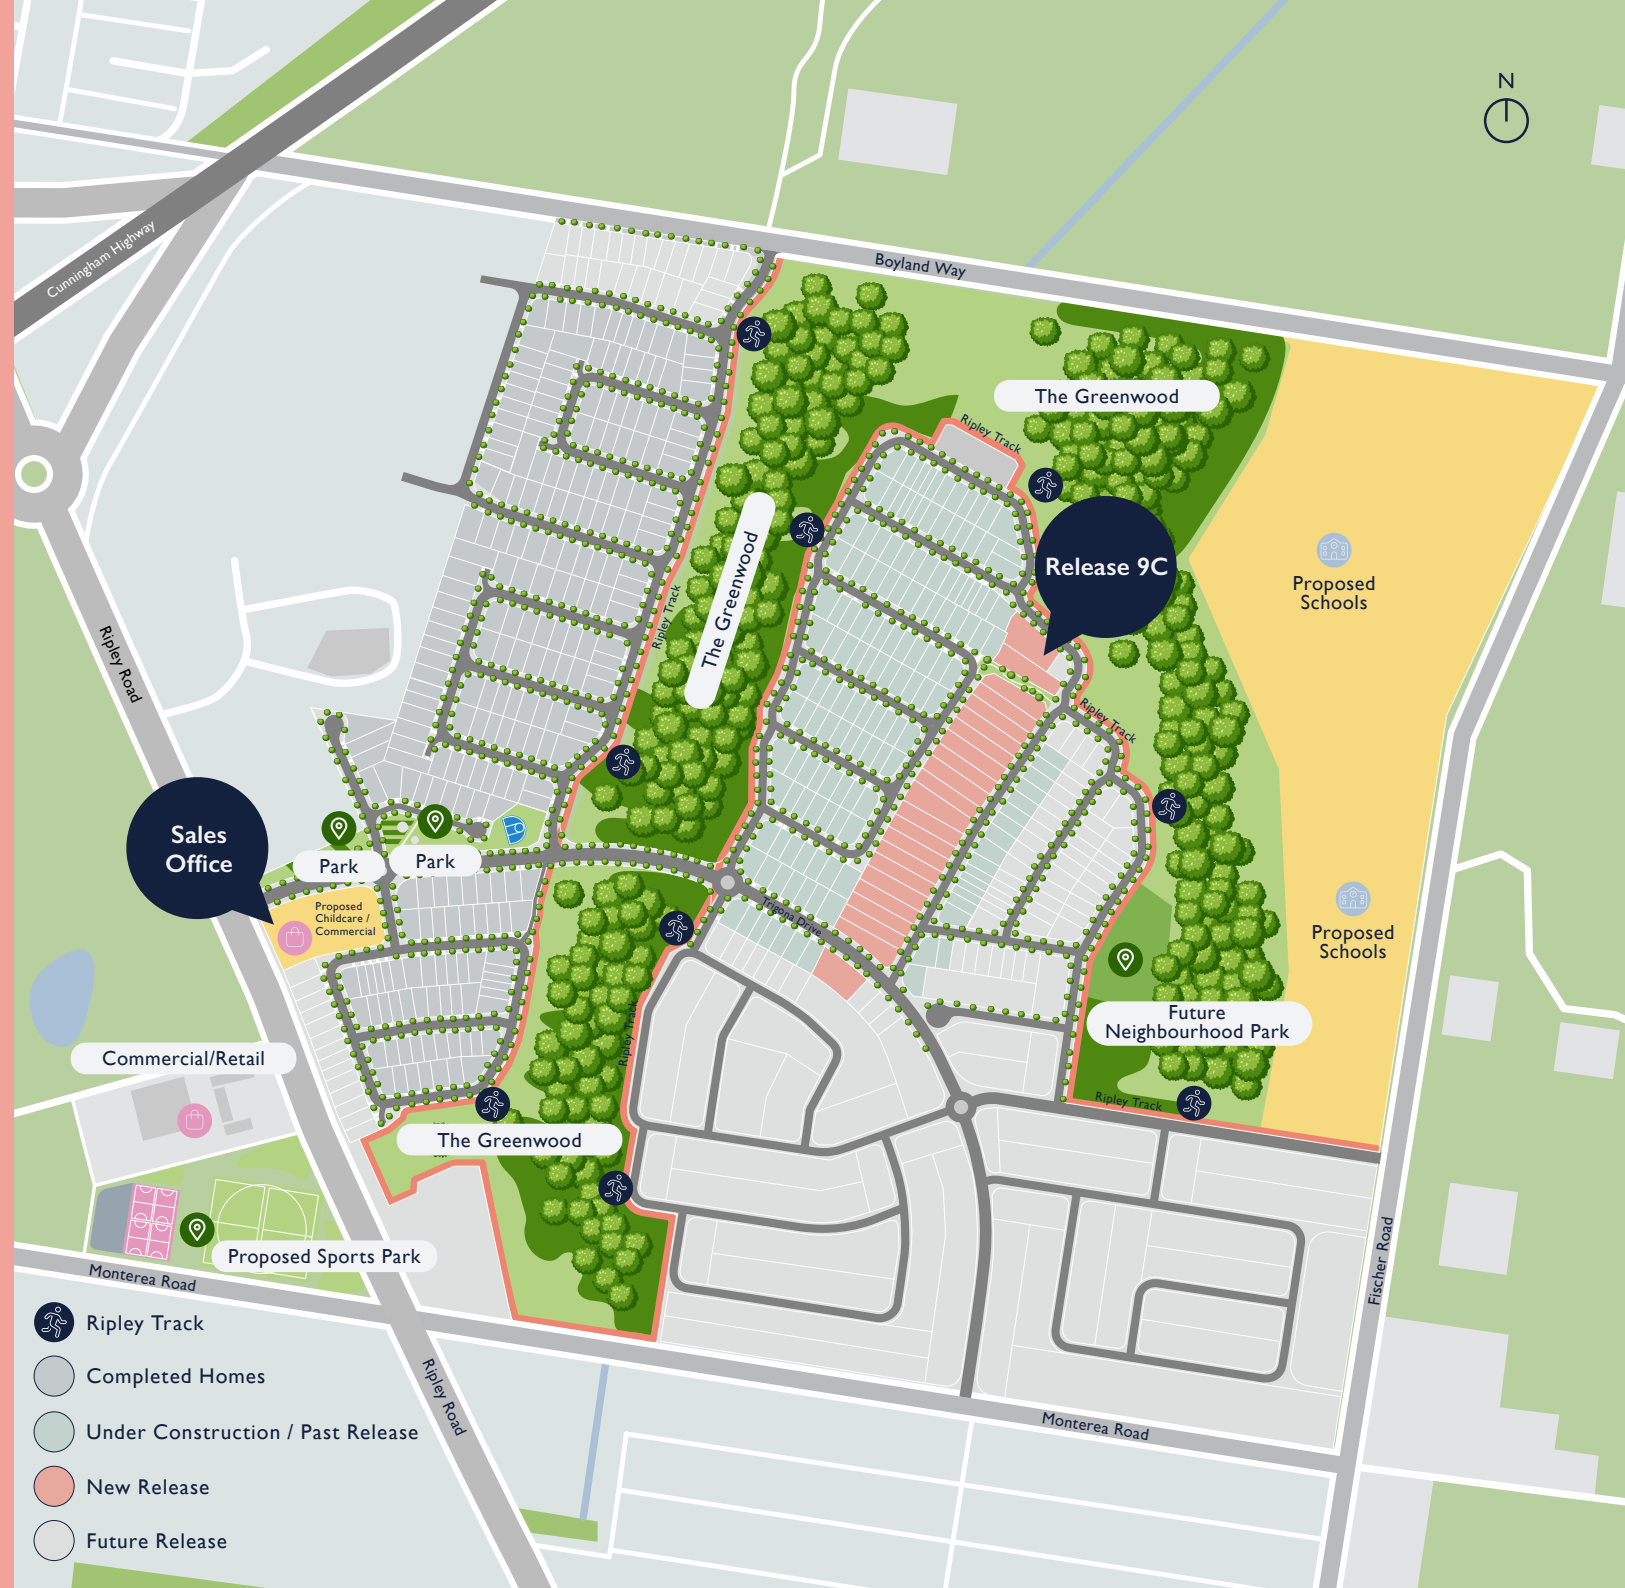 N
Cunningham Highway
Boyland Way
The Greenwood
Ripley Track
Release 9C
The Greenwood
Ripley Track
Proposed
Schools
Ripley Road
Ripley Track
Sales
Office
Park
Park
Proposed
Childcare /
Commercial
Trigona Drive
Proposed
Schools
Future
Neighbourhood Park
Ripley Track
Commercial/Retail
Ripley Track
The Greenwood
Proposed Sports Park
Monterea Road
Fischer Road
Ripley Track
Completed Homes
Ripley Road
Under Construction / Past Release
Monterea Road
New Release
Future Release